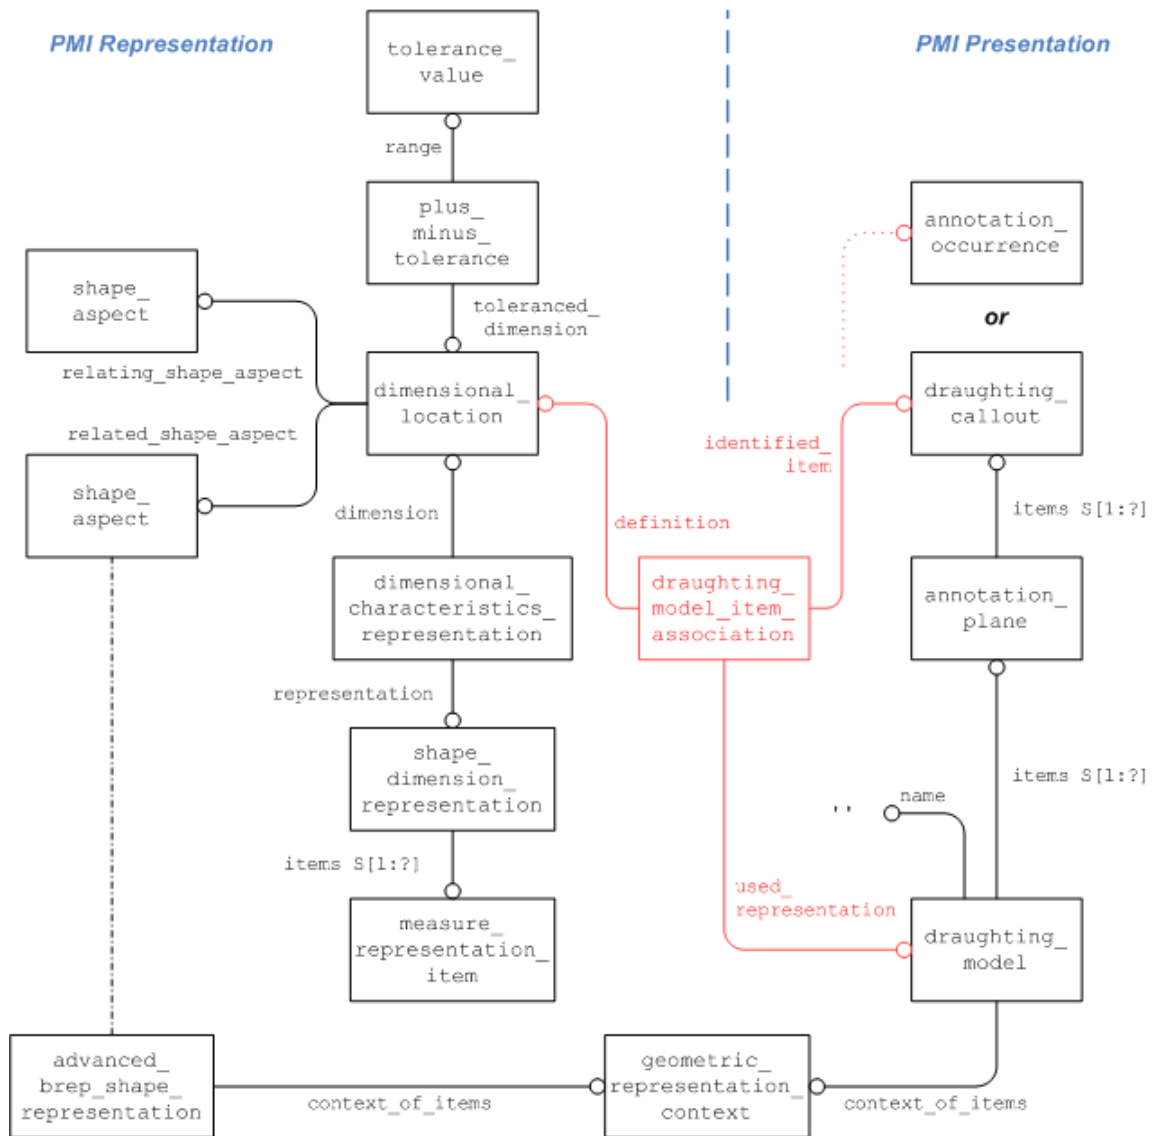 PMI Representation
PMI Presentation
tolerance_
value
range
plus_
minus_
tolerance
annotation_
occurrence
shape_
aspect
toleranced_
dimension
or
relating_shape_aspect
dimensional_
location
draughting_
callout
related_shape_aspect
identified_
item
shape_
aspect
dimension
definition
items S[1:?]
dimensional_
characteristics_
representation
draughting_
model_item_
association
annotation_
plane
representation
shape_
dimension_
representation
items S[1:?]
' '
name
items S[1:?]
used_
representation
measure_
representation_
item
draughting_
model
advanced_
brep_shape_
representation
geometric_
representation_
context
context_of_items
context_of_items